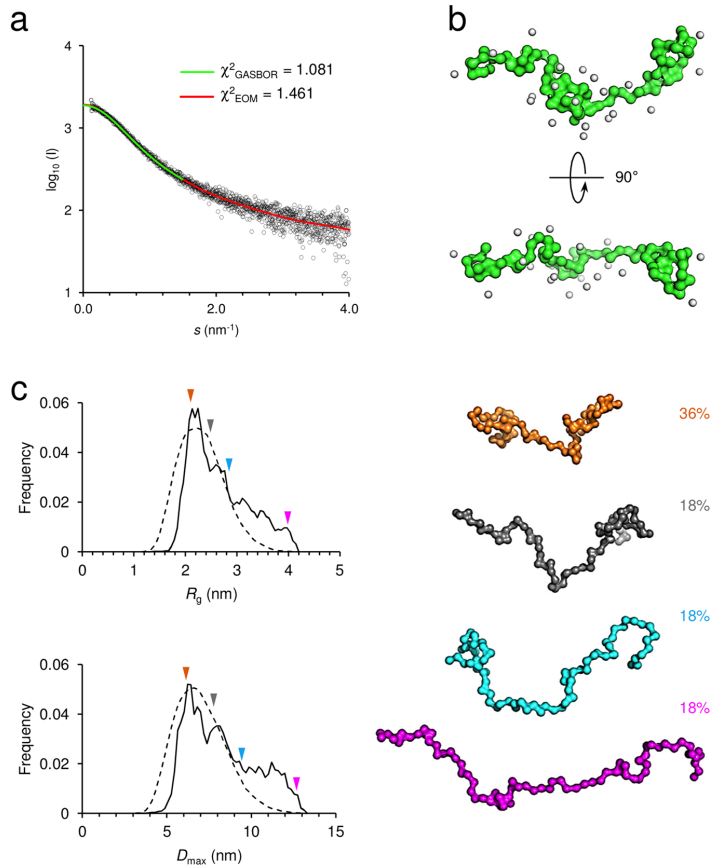 a
4
3
2
1
log₁₀ (I)
χ²GASBOR = 1.081
χ²EOM = 1.461
0.0
2.0
4.0
s (nm⁻¹)
b
90°
c
0.06
0.04
0.02
0
Frequency
0 1 2 3 4 5
Rg (nm)
0.06
0.04
0.02
0
Frequency
0 5 10 15
Dmax (nm)
36%
18%
18%
18%